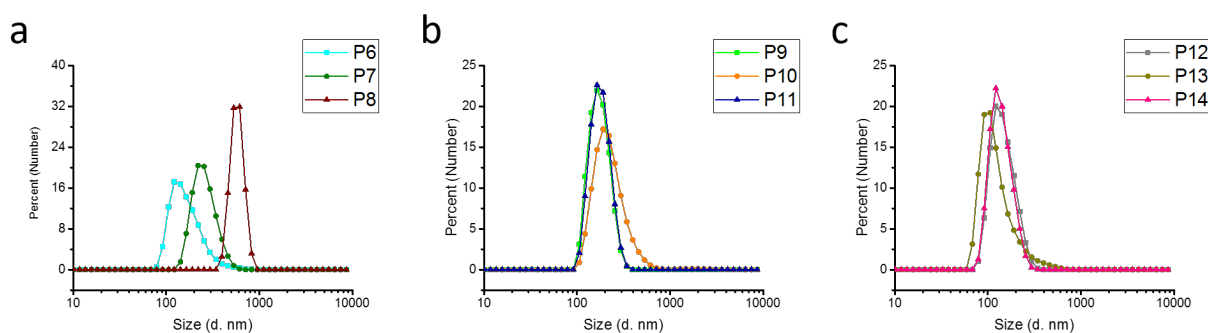 a
P6
P7
P8
Percent (Number)
40
32
24
16
8
0
10 100 1000 10000
Size (d. nm)
b
P9
P10
P11
Percent (Number)
25
20
15
10
5
0
10 100 1000 10000
Size (d. nm)
c
P12
P13
P14
Percent (Number)
25
20
15
10
5
0
10 100 1000 10000
Size (d. nm)